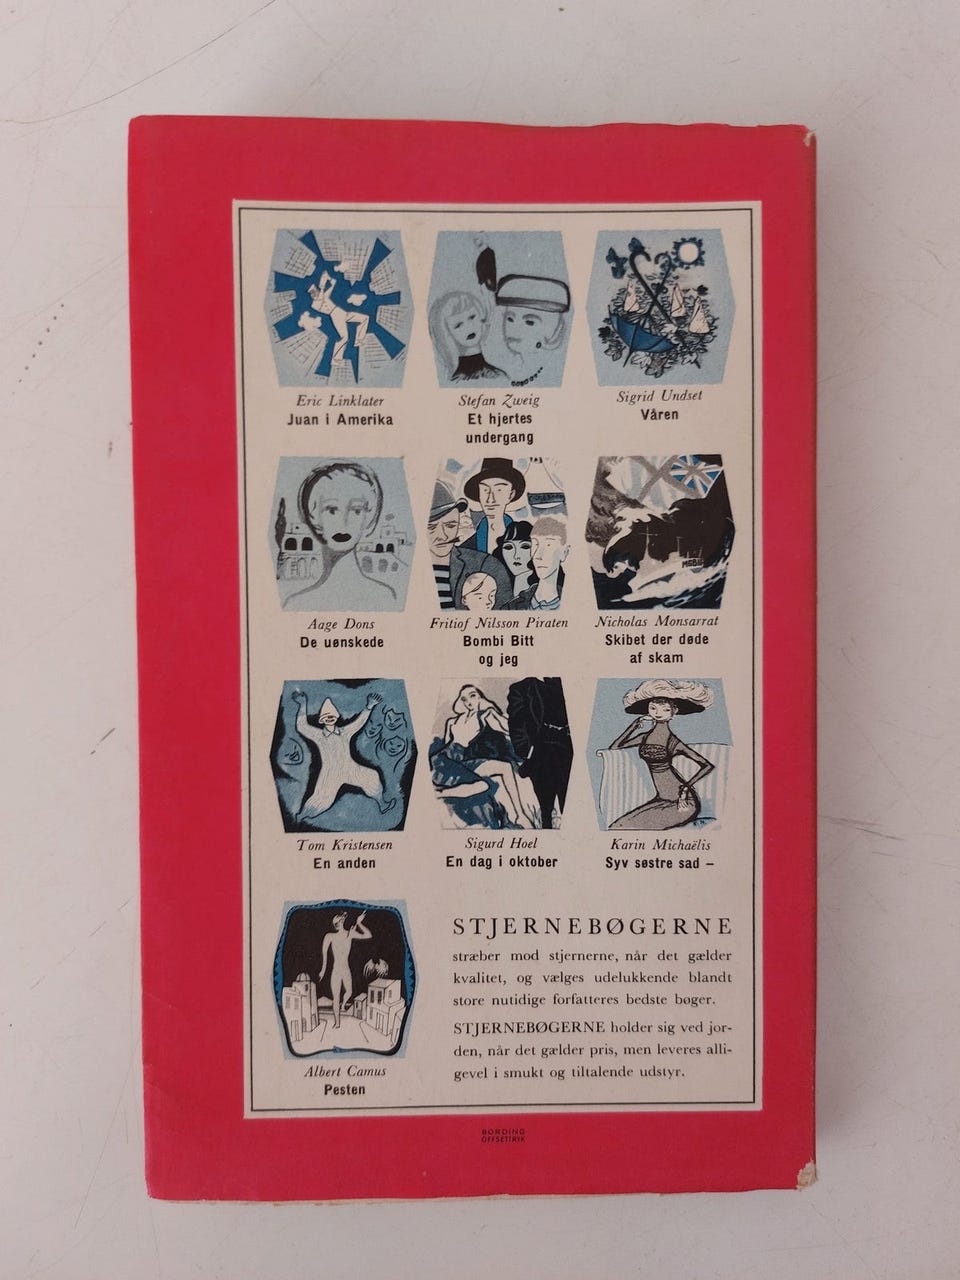 Eric Linklater
Juan i Amerika
Stefan Zweig
Et hjertes
undergang
Sigrid Undset
Våren
Aage Dons
De uønskede
Fritiof Nilsson Piraten
Bombi Bitt
og jeg
Nicholas Monsarrat
Skibet der døde
af skam
Tom Kristensen
En anden
Sigurd Hoel
En dag i oktober
Karin Michaëlis
Syv søstre sad –
Albert Camus
Pesten
STJERNEBØGERNE
stræber mod stjernerne, når det gælder
kvalitet, og vælges udelukkende blandt
store nutidige forfatteres bedste bøger.
STJERNEBØGERNE holder sig ved jor-
den, når det gælder pris, men leveres alli-
gevel i smukt og tiltalende udstyr.
BORDING
OFFSETTRYK